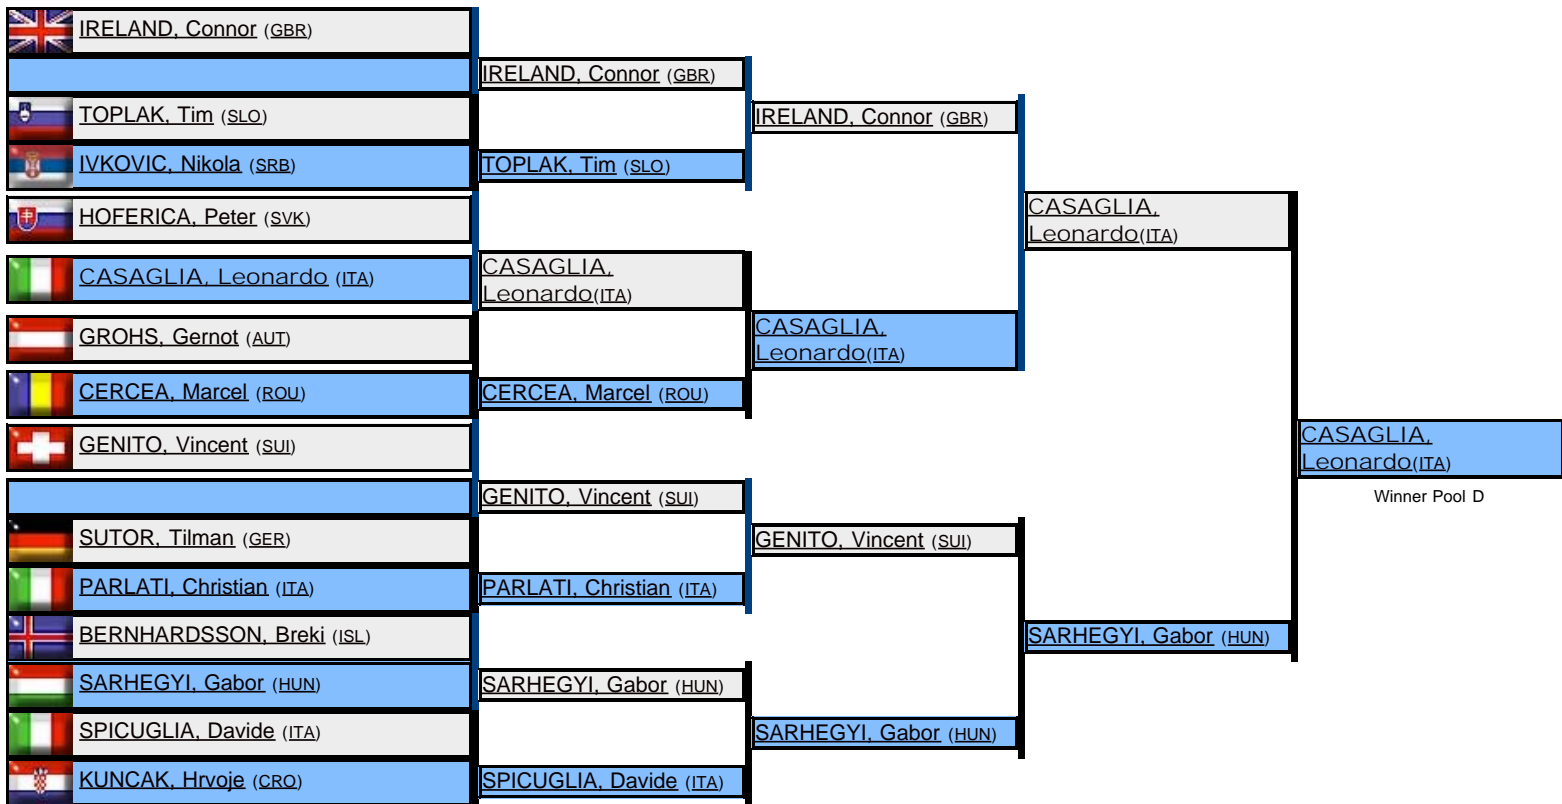 IRELAND, Connor (GBR)
TOPLAK, Tim (SLO)
IVKOVIC, Nikola (SRB)
HOFERICA, Peter (SVK)
CASAGLIA, Leonardo (ITA)
GROHS, Gernot (AUT)
CERCEA, Marcel (ROU)
GENITO, Vincent (SUI)
SUTOR, Tilman (GER)
PARLATI, Christian (ITA)
BERNHARDSSON, Breki (ISL)
SARHEGYI, Gabor (HUN)
SPICUGLIA, Davide (ITA)
KUNCAK, Hrvoje (CRO)
IRELAND, Connor (GBR)
TOPLAK, Tim (SLO)
CASAGLIA,
Leonardo(ITA)
CERCEA, Marcel (ROU)
GENITO, Vincent (SUI)
PARLATI, Christian (ITA)
SARHEGYI, Gabor (HUN)
SPICUGLIA, Davide (ITA)
IRELAND, Connor (GBR)
CASAGLIA,
Leonardo(ITA)
GENITO, Vincent (SUI)
SARHEGYI, Gabor (HUN)
CASAGLIA,
Leonardo(ITA)
SARHEGYI, Gabor (HUN)
CASAGLIA,
Leonardo(ITA)
Winner Pool D